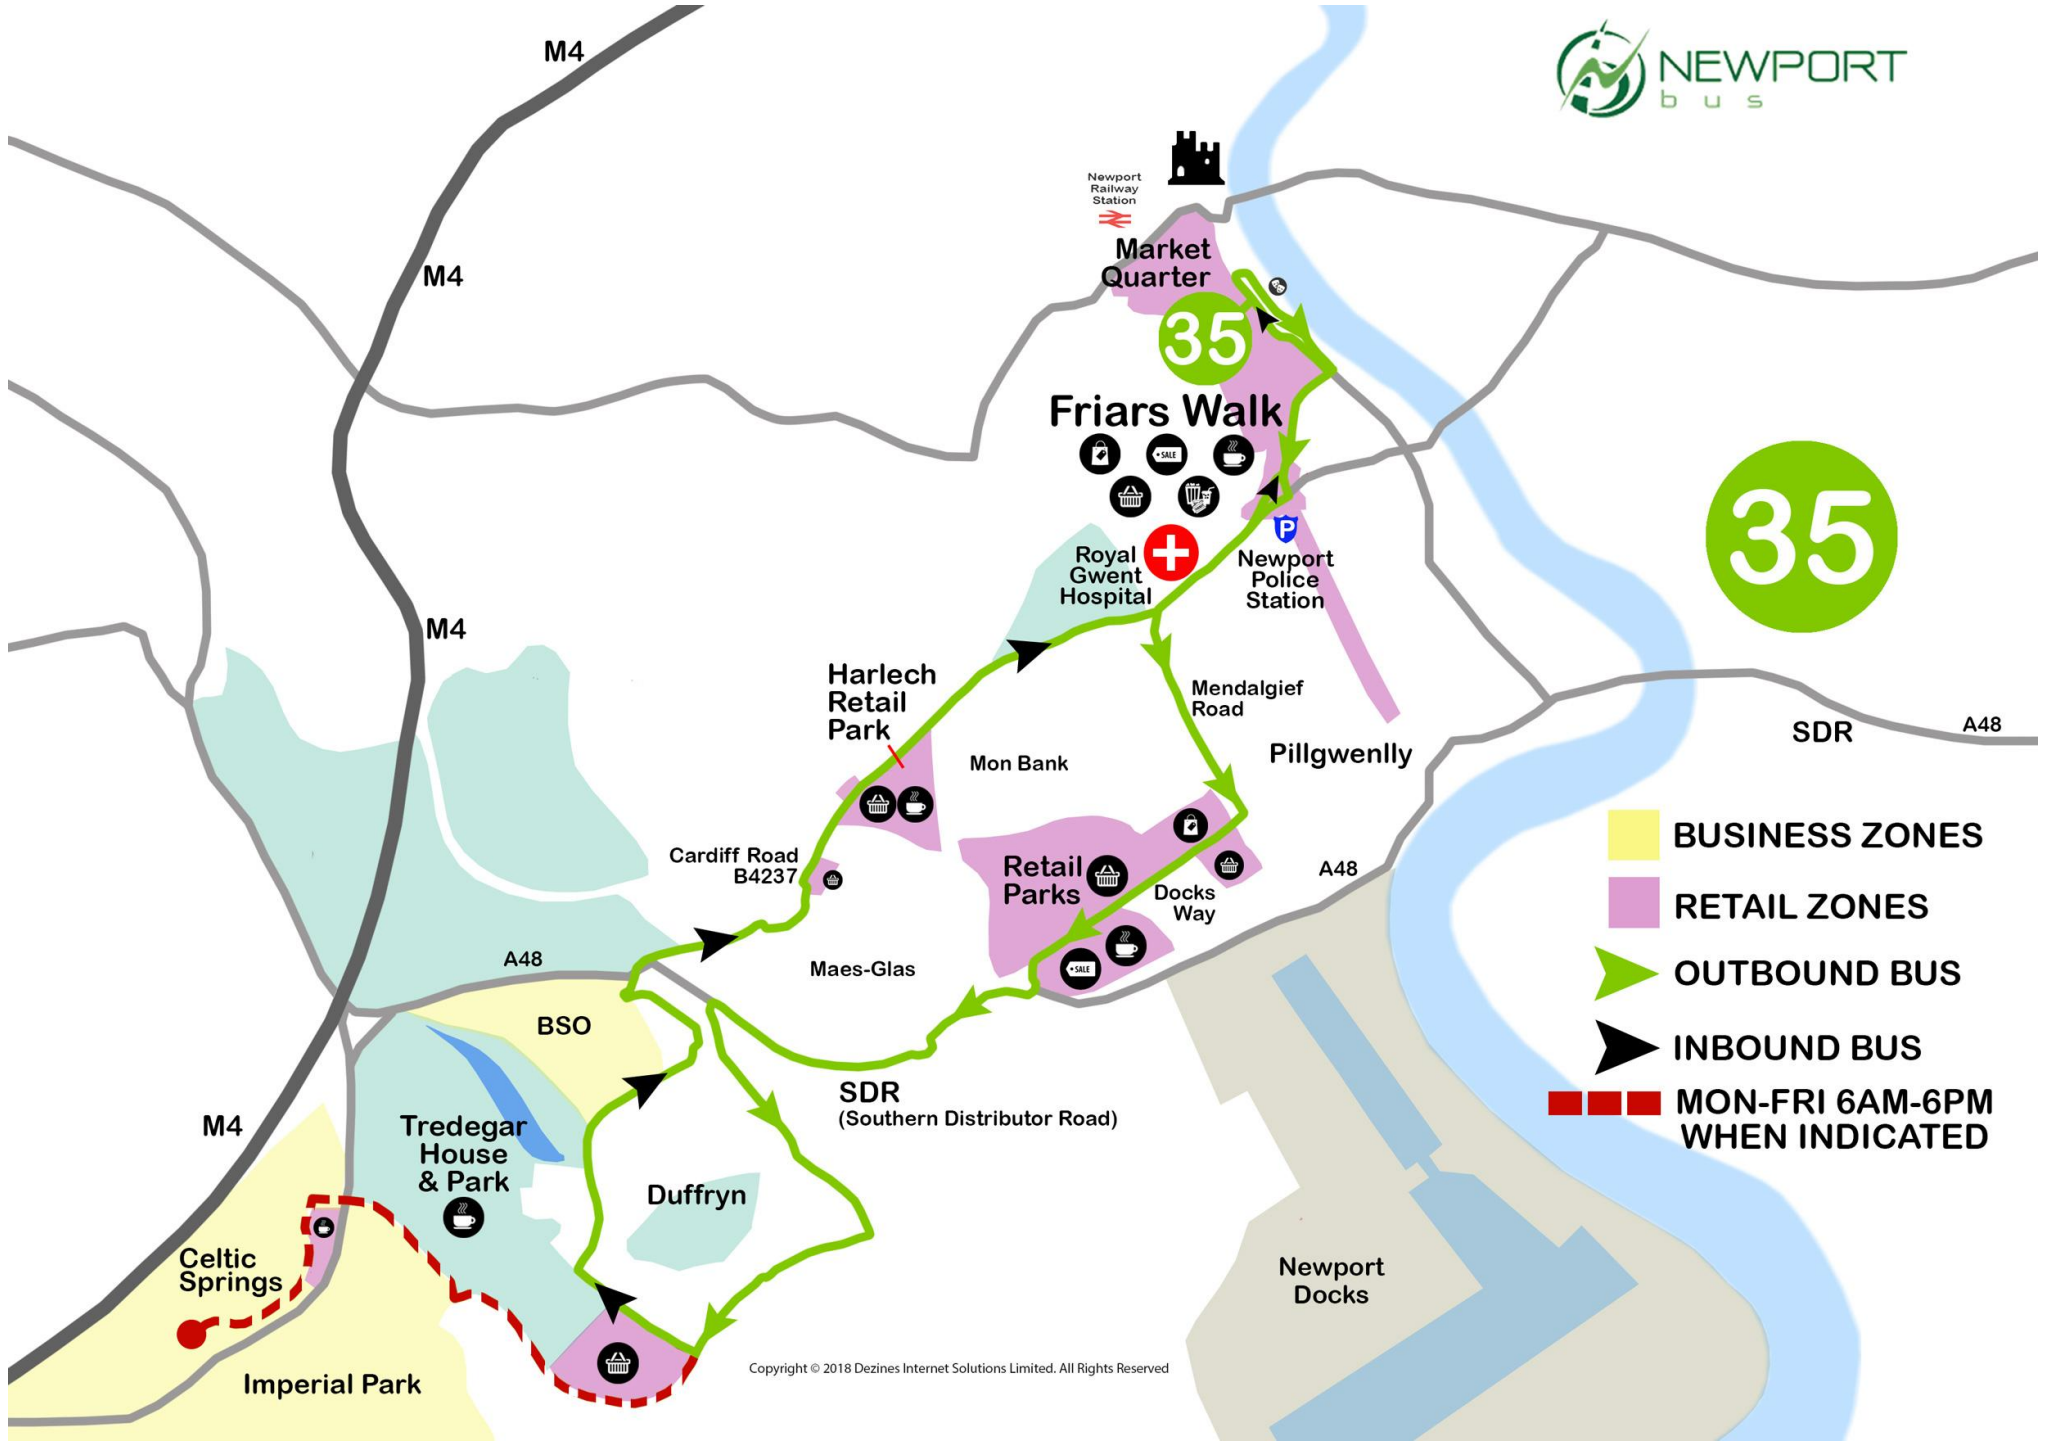 M4
NEWPORT
bus
Newport
Railway
Station
Market
Quarter
M4
35
Friars Walk
SALE
35
Royal
Gwent
Hospital
P
Newport
Police
Station
M4
Harlech
Retail
Park
Mendalgief
Road
Mon Bank
Pillgwenlly
SDR
A48
BUSINESS ZONES
Cardiff Road
B4237
Retail
Parks
Docks
Way
A48
RETAIL ZONES
A48
Maes-Glas
SALE
OUTBOUND BUS
BSO
INBOUND BUS
SDR
(Southern Distributor Road)
MON-FRI 6AM-6PM
WHEN INDICATED
M4
Tredegar
House
& Park
Duffryn
Celtic
Springs
Newport
Docks
Imperial Park
Copyright © 2018 Dezines Internet Solutions Limited. All Rights Reserved